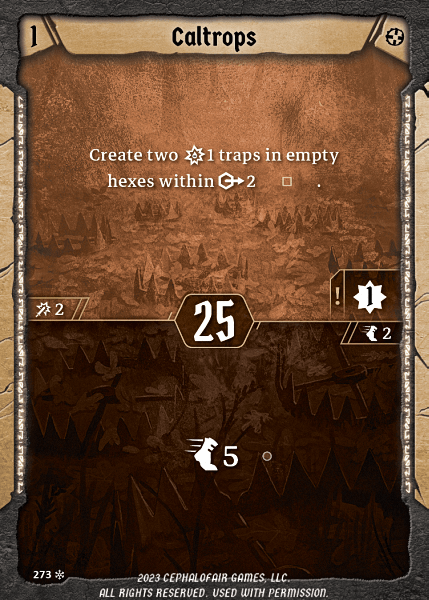 1
Caltrops
Create two 1 traps in empty
hexes within 2 .
! 1
2
25
2
5
273
2023 CEPHALOFAIR GAMES, LLC.
ALL RIGHTS RESERVED. USED WITH PERMISSION.